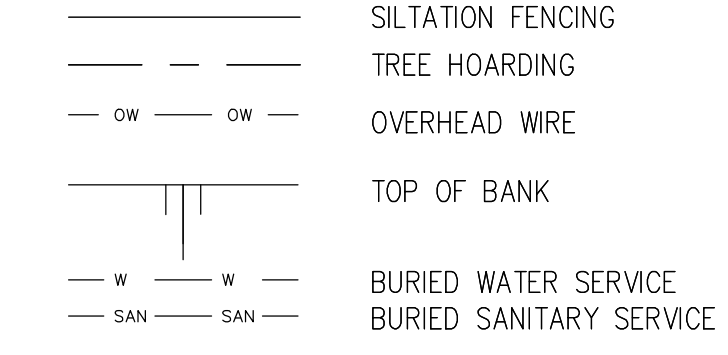 SILTATION FENCING
TREE HOARDING
OW OW OVERHEAD WIRE
TOP OF BANK
W W BURIED WATER SERVICE
SAN SAN BURIED SANITARY SERVICE